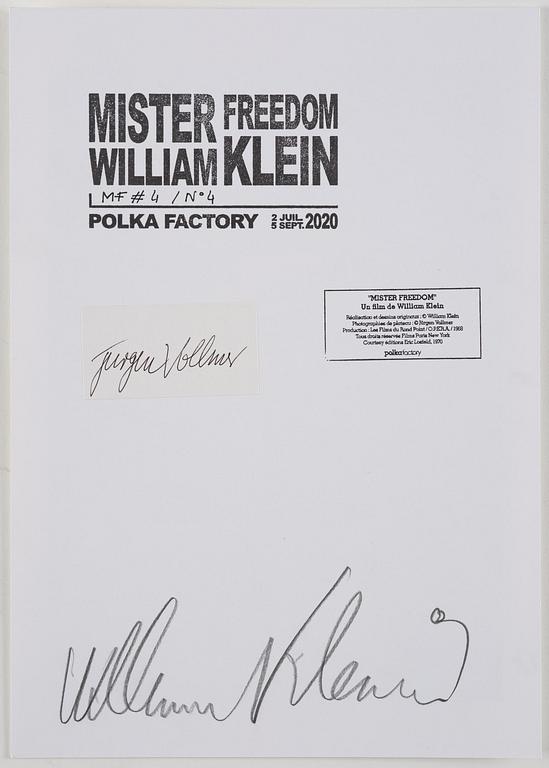 MISTER FREEDOM
WILLIAM KLEIN
MF #4 / N°4
POLKA FACTORY 2 JUIL. 5 SEPT. 2020
"MISTER FREEDOM"
Un film de William Klein
Réalisation et dessins originaux : © William Klein
Photographies de plateau : © Jürgen Vollmer
Production : Les Films du Rond Point / O.P.E.R.A. / 1968
Tous droits réservés Films Paris New York
Courtesy éditions Eric Losfeld, 1970
polkafactory
Jurgen Vollmer
William Klein